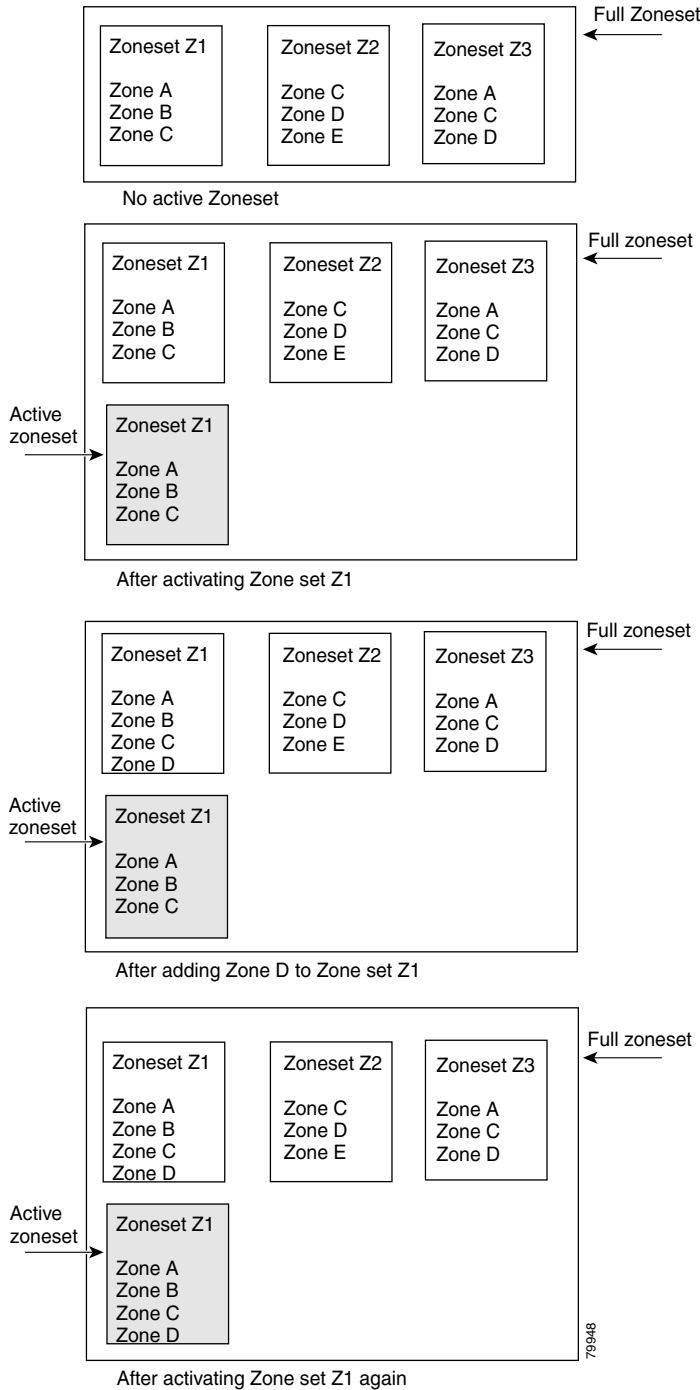 Full Zoneset
Zoneset Z1
Zone A
Zone B
Zone C
Zoneset Z2
Zone C
Zone D
Zone E
Zoneset Z3
Zone A
Zone C
Zone D
No active Zoneset
Full zoneset
Zoneset Z1
Zone A
Zone B
Zone C
Zoneset Z2
Zone C
Zone D
Zone E
Zoneset Z3
Zone A
Zone C
Zone D
Active
zoneset
Zoneset Z1
Zone A
Zone B
Zone C
After activating Zone set Z1
Full zoneset
Zoneset Z1
Zone A
Zone B
Zone C
Zone D
Zoneset Z2
Zone C
Zone D
Zone E
Zoneset Z3
Zone A
Zone C
Zone D
Active
zoneset
Zoneset Z1
Zone A
Zone B
Zone C
After adding Zone D to Zone set Z1
Full zoneset
Zoneset Z1
Zone A
Zone B
Zone C
Zone D
Zoneset Z2
Zone C
Zone D
Zone E
Zoneset Z3
Zone A
Zone C
Zone D
Active
zoneset
Zoneset Z1
Zone A
Zone B
Zone C
Zone D
79948
After activating Zone set Z1 again